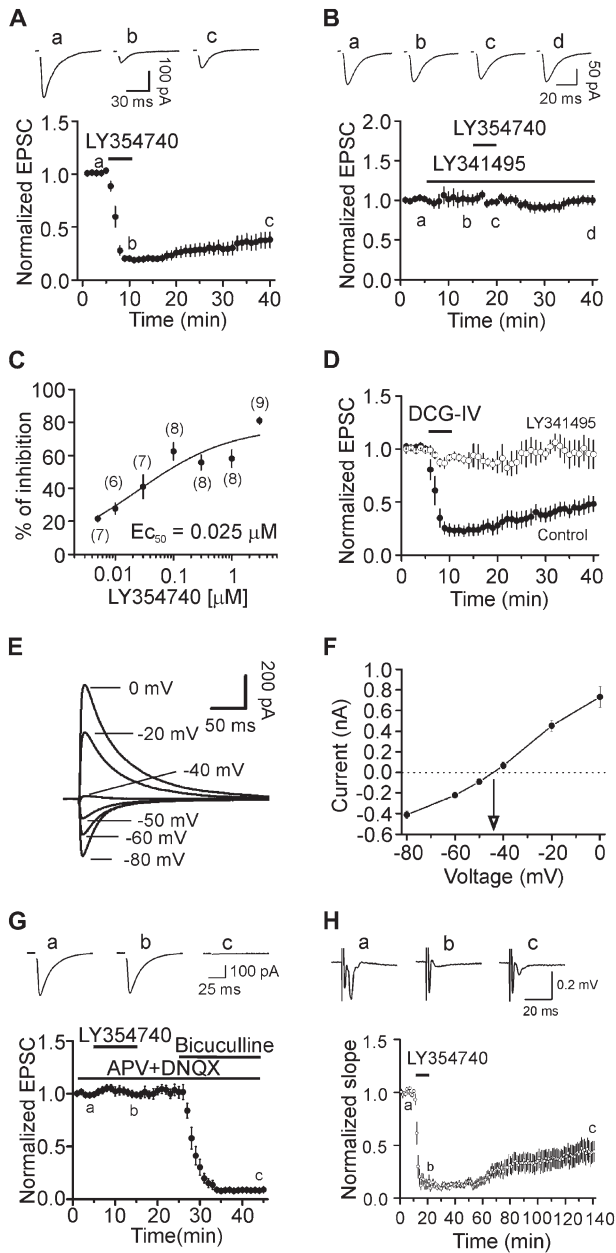 A
a b c
100 pA
30 ms
Normalized EPSC
1.5
1.0
0.5
0.0
LY354740
a
b
c
0 10 20 30 40
Time (min)
B
a b c d
50 pA
20 ms
Normalized EPSC
2.0
1.5
1.0
0.5
0.0
LY354740
LY341495
a b c d
0 10 20 30 40
Time (min)
C
% of inhibition
100
80
60
40
20
0
(7) (6) (7) (8) (8) (8) (9)
Ec50 = 0.025 µM
0.01 0.1 1
LY354740 [µM]
D
Normalized EPSC
1.5
1.0
0.5
0.0
DCG-IV
LY341495
Control
0 10 20 30 40
Time (min)
E
200 pA
50 ms
0 mV
-20 mV
-40 mV
-50 mV
-60 mV
-80 mV
F
Current (nA)
1.0
0.8
0.6
0.4
0.2
0.0
-0.2
-0.4
-0.6
-80 -60 -40 -20 0
Voltage (mV)
G
a b c
100 pA
25 ms
Normalized EPSC
1.5
1.0
0.5
0.0
LY354740
Bicuculline
APV+DNQX
a b c
0 10 20 30 40
Time(min)
H
a b c
0.2 mV
20 ms
Normalized slope
1.5
1.0
0.5
0.0
LY354740
a
b
c
0 20 40 60 80 100 120 140
Time (min)